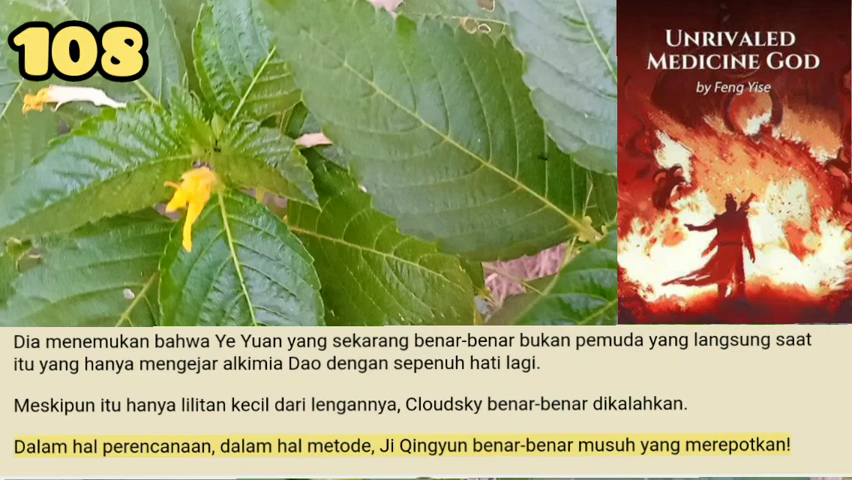 108
UNRIVALED
MEDICINE GOD
by Feng Yise
Dia menemukan bahwa Ye Yuan yang sekarang benar-benar bukan pemuda yang langsung saat
itu yang hanya mengejar alkimia Dao dengan sepenuh hati lagi.
Meskipun itu hanya lilitan kecil dari lengannya, Cloudsky benar-benar dikalahkan.
Dalam hal perencanaan, dalam hal metode, Ji Qingyun benar-benar musuh yang merepotkan!